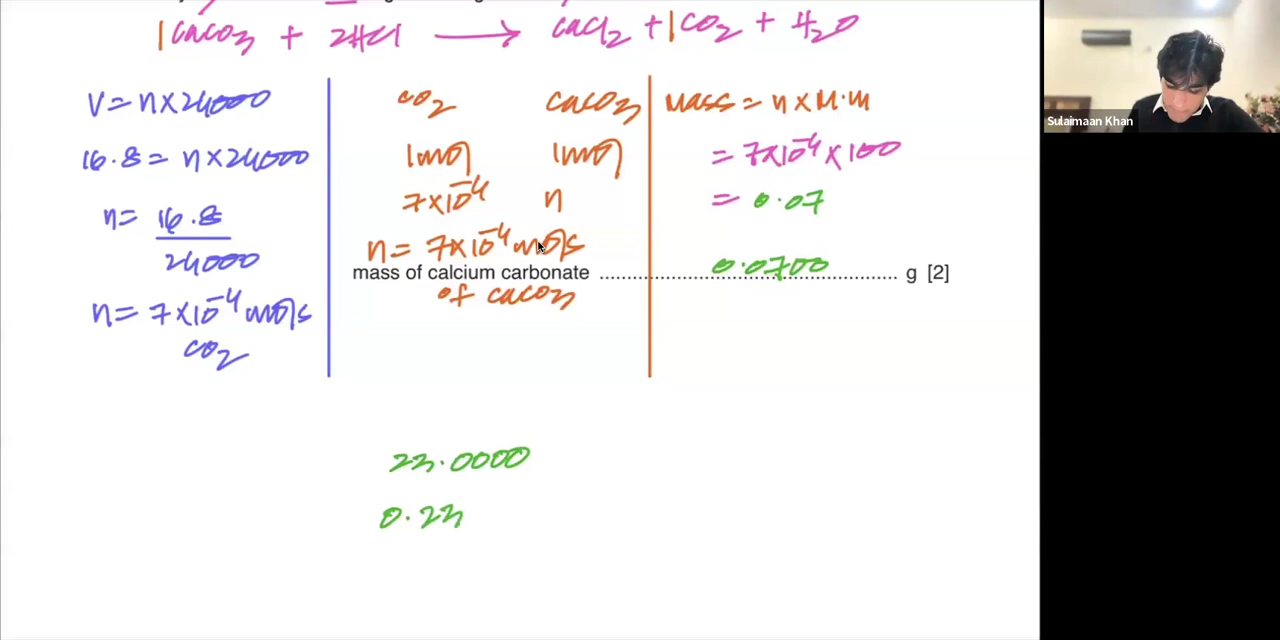 1CaCO3 + 2HCl ⟶ CaCl2 + 1CO2 + H2O
V = n × 24000
16.8 = n × 24000
n = 16.8
24000
n = 7×10^-4 mols
CO2
CO2 CaCO3
1mol 1mol
7×10^-4 n
n = 7×10^-4 mols
of CaCO3
Mass = n × M.M
= 7×10^-4 × 100
= 0.07
0.0700
mass of calcium carbonate .................................................. g [2]
23.0000
0.23
Sulaimaan Khan